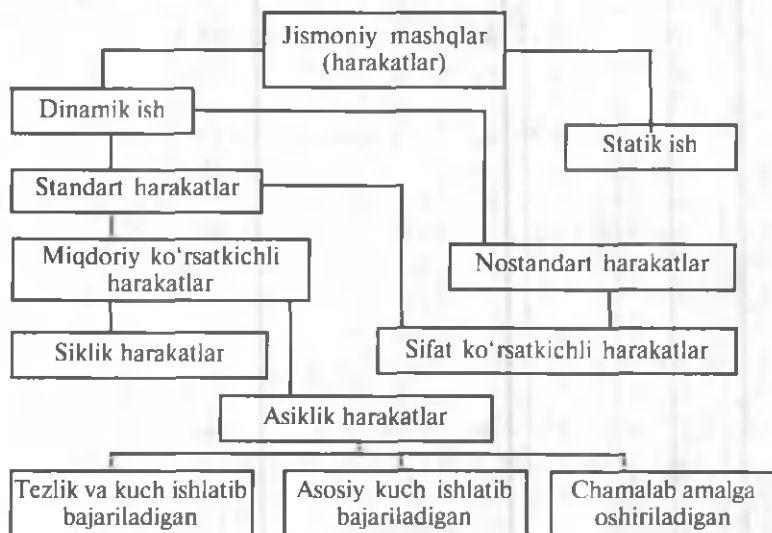 Jismoniy mashqlar
(harakatlar)
Dinamik ish
Statik ish
Standart harakatlar
Miqdoriy ko‘rsatkichli
harakatlar
Nostandart harakatlar
Siklik harakatlar
Sifat ko‘rsatkichli harakatlar
Asiklik harakatlar
Tezlik va kuch ishlatib
bajariladigan
Asosiy kuch ishlatib
bajariladigan
Chamalab amalga
oshiriladigan